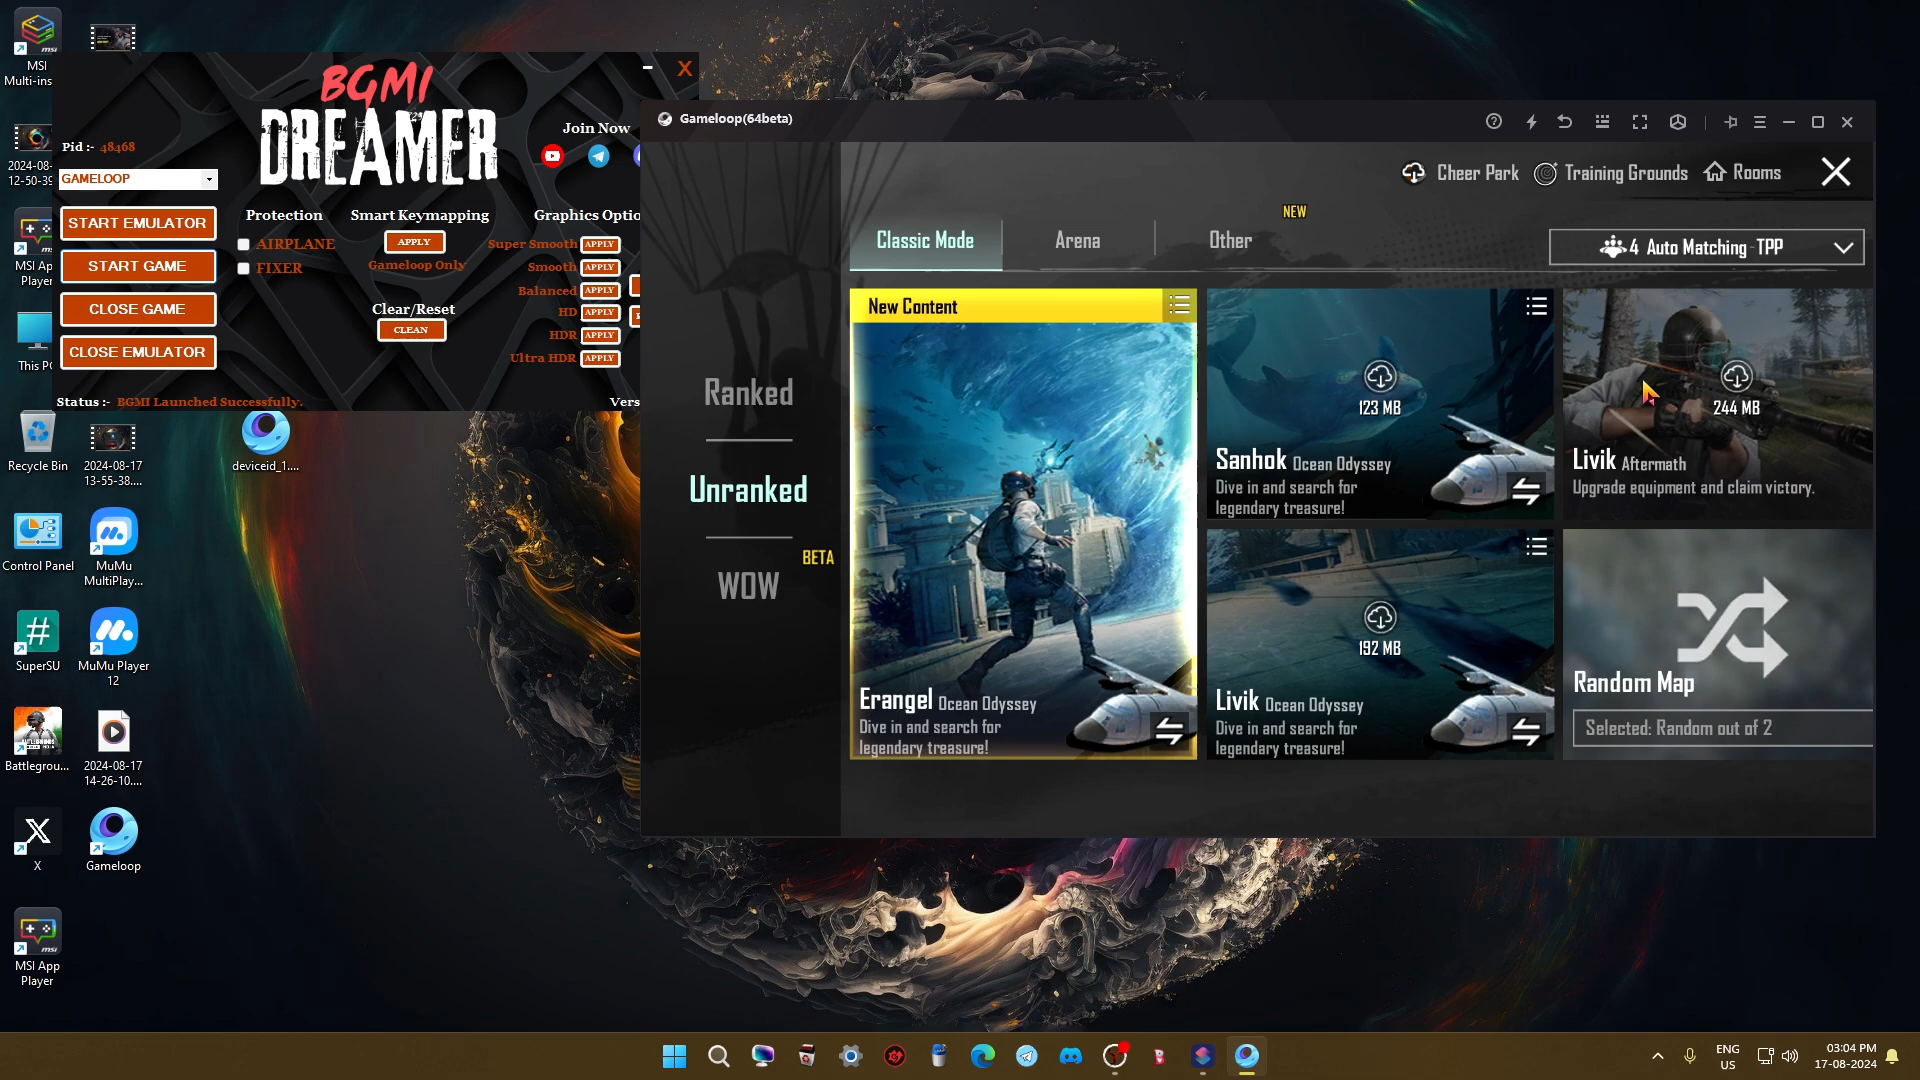 MSI
Multi-ins
2024-08-
12-50-39
MSI Ap
Player
This PC
Recycle Bin
2024-08-17
13-55-38....
deviceid_1....
Control Panel
MuMu
MultiPlay...
SuperSU
MuMu Player
12
Battlegrou...
2024-08-17
14-26-10....
X
Gameloop
MSI App
Player
X
BGMI
DREAMER
Join Now
Pid :- 48468
GAMELOOP
START EMULATOR
START GAME
CLOSE GAME
CLOSE EMULATOR
Protection
AIRPLANE
FIXER
Smart Keymapping
APPLY
Gameloop Only
Clear/Reset
CLEAN
Graphics Optio
Super Smooth APPLY
Smooth APPLY
Balanced APPLY
HD APPLY
HDR APPLY
Ultra HDR APPLY
Status :- BGMI Launched Successfully.
Vers
Gameloop(64beta)
Cheer Park
Training Grounds
Rooms
NEW
Classic Mode
Arena
Other
4 Auto Matching-TPP
Ranked
Unranked
BETA
WOW
New Content
Erangel Ocean Odyssey
Dive in and search for
legendary treasure!
123 MB
Sanhok Ocean Odyssey
Dive in and search for
legendary treasure!
244 MB
Livik Aftermath
Upgrade equipment and claim victory.
192 MB
Livik Ocean Odyssey
Dive in and search for
legendary treasure!
Random Map
Selected: Random out of 2
ENG
US
03:04 PM
17-08-2024